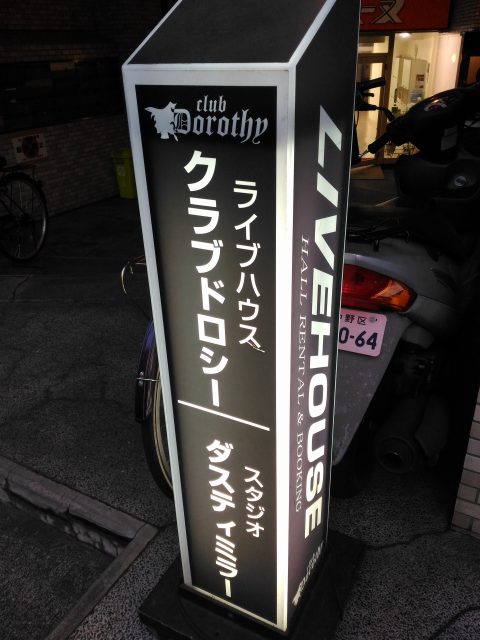 club
Dorothy
ライブハウス
クラブドロシー
スタジオ
ダスティミラー
LIVEHOUSE
HALL RENTAL & BOOKING
野区
0-64